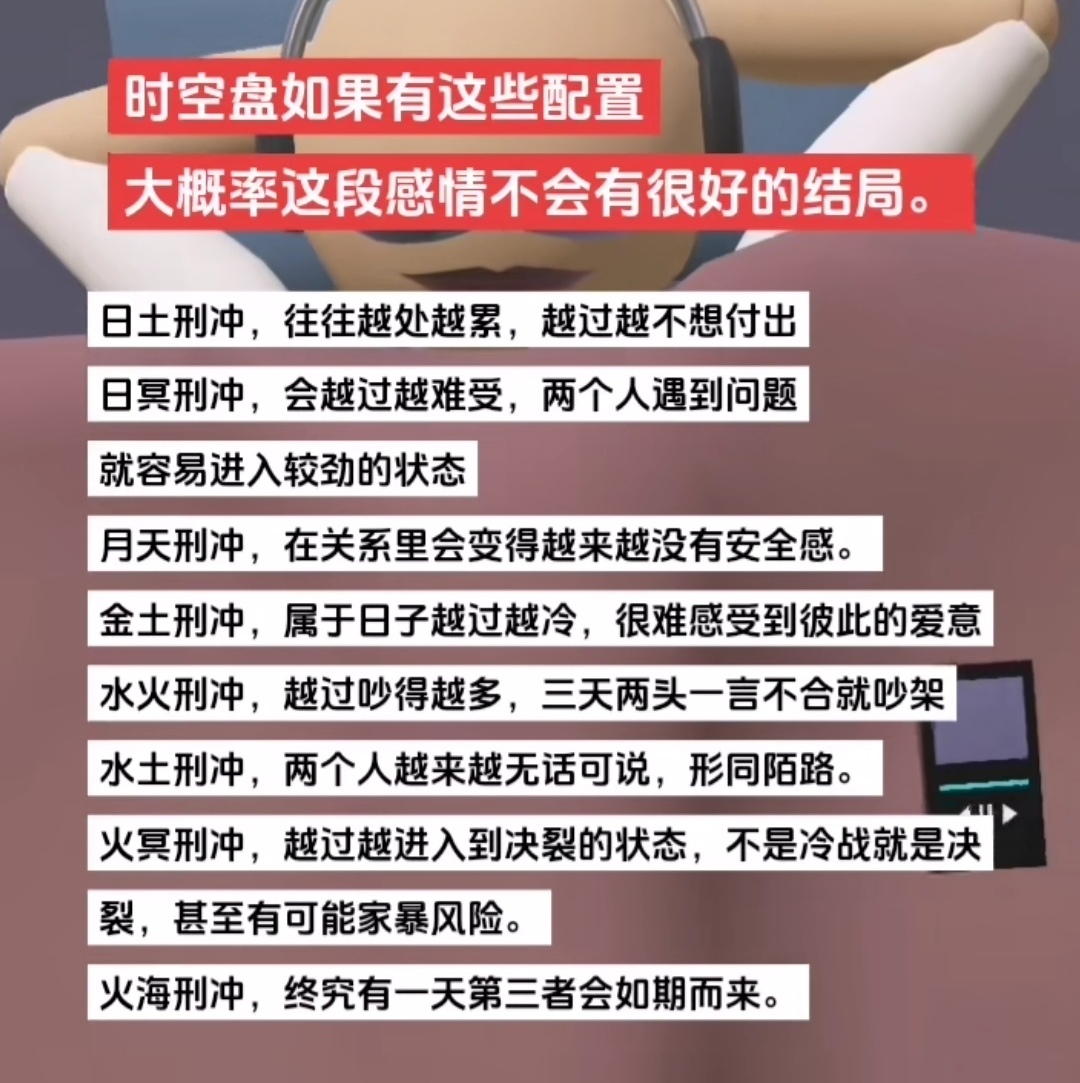 时空盘如果有这些配置
大概率这段感情不会有很好的结局。
日土刑冲，往往越处越累，越过越不想付出
日冥刑冲，会越过越难受，两个人遇到问题
就容易进入较劲的状态
月天刑冲，在关系里会变得越来越没有安全感。
金土刑冲，属于日子越过越冷，很难感受到彼此的爱意
水火刑冲，越过吵得越多，三天两头一言不合就吵架
水土刑冲，两个人越来越无话可说，形同陌路。
火冥刑冲，越过越进入到决裂的状态，不是冷战就是决
裂，甚至有可能家暴风险。
火海刑冲，终究有一天第三者会如期而来。